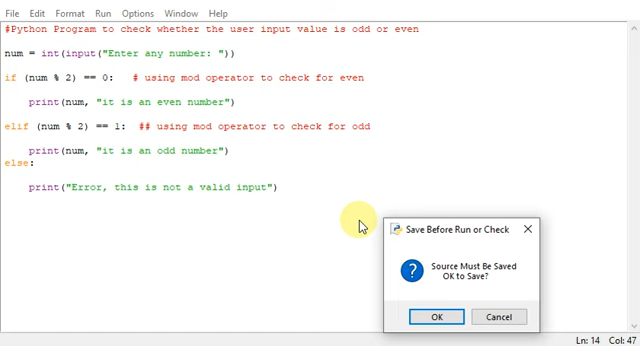 File Edit Format Run Options Window Help
#Python Program to check whether the user input value is odd or even
num = int(input("Enter any number: "))
if (num % 2) == 0:   # using mod operator to check for even
    print(num, "it is an even number")
elif (num % 2) == 1:  ## using mod operator to check for odd
    print(num, "it is an odd number")
else:
    print("Error, this is not a valid input")
Save Before Run or Check
Source Must Be Saved
OK to Save?
OK Cancel
Ln: 14 Col: 47